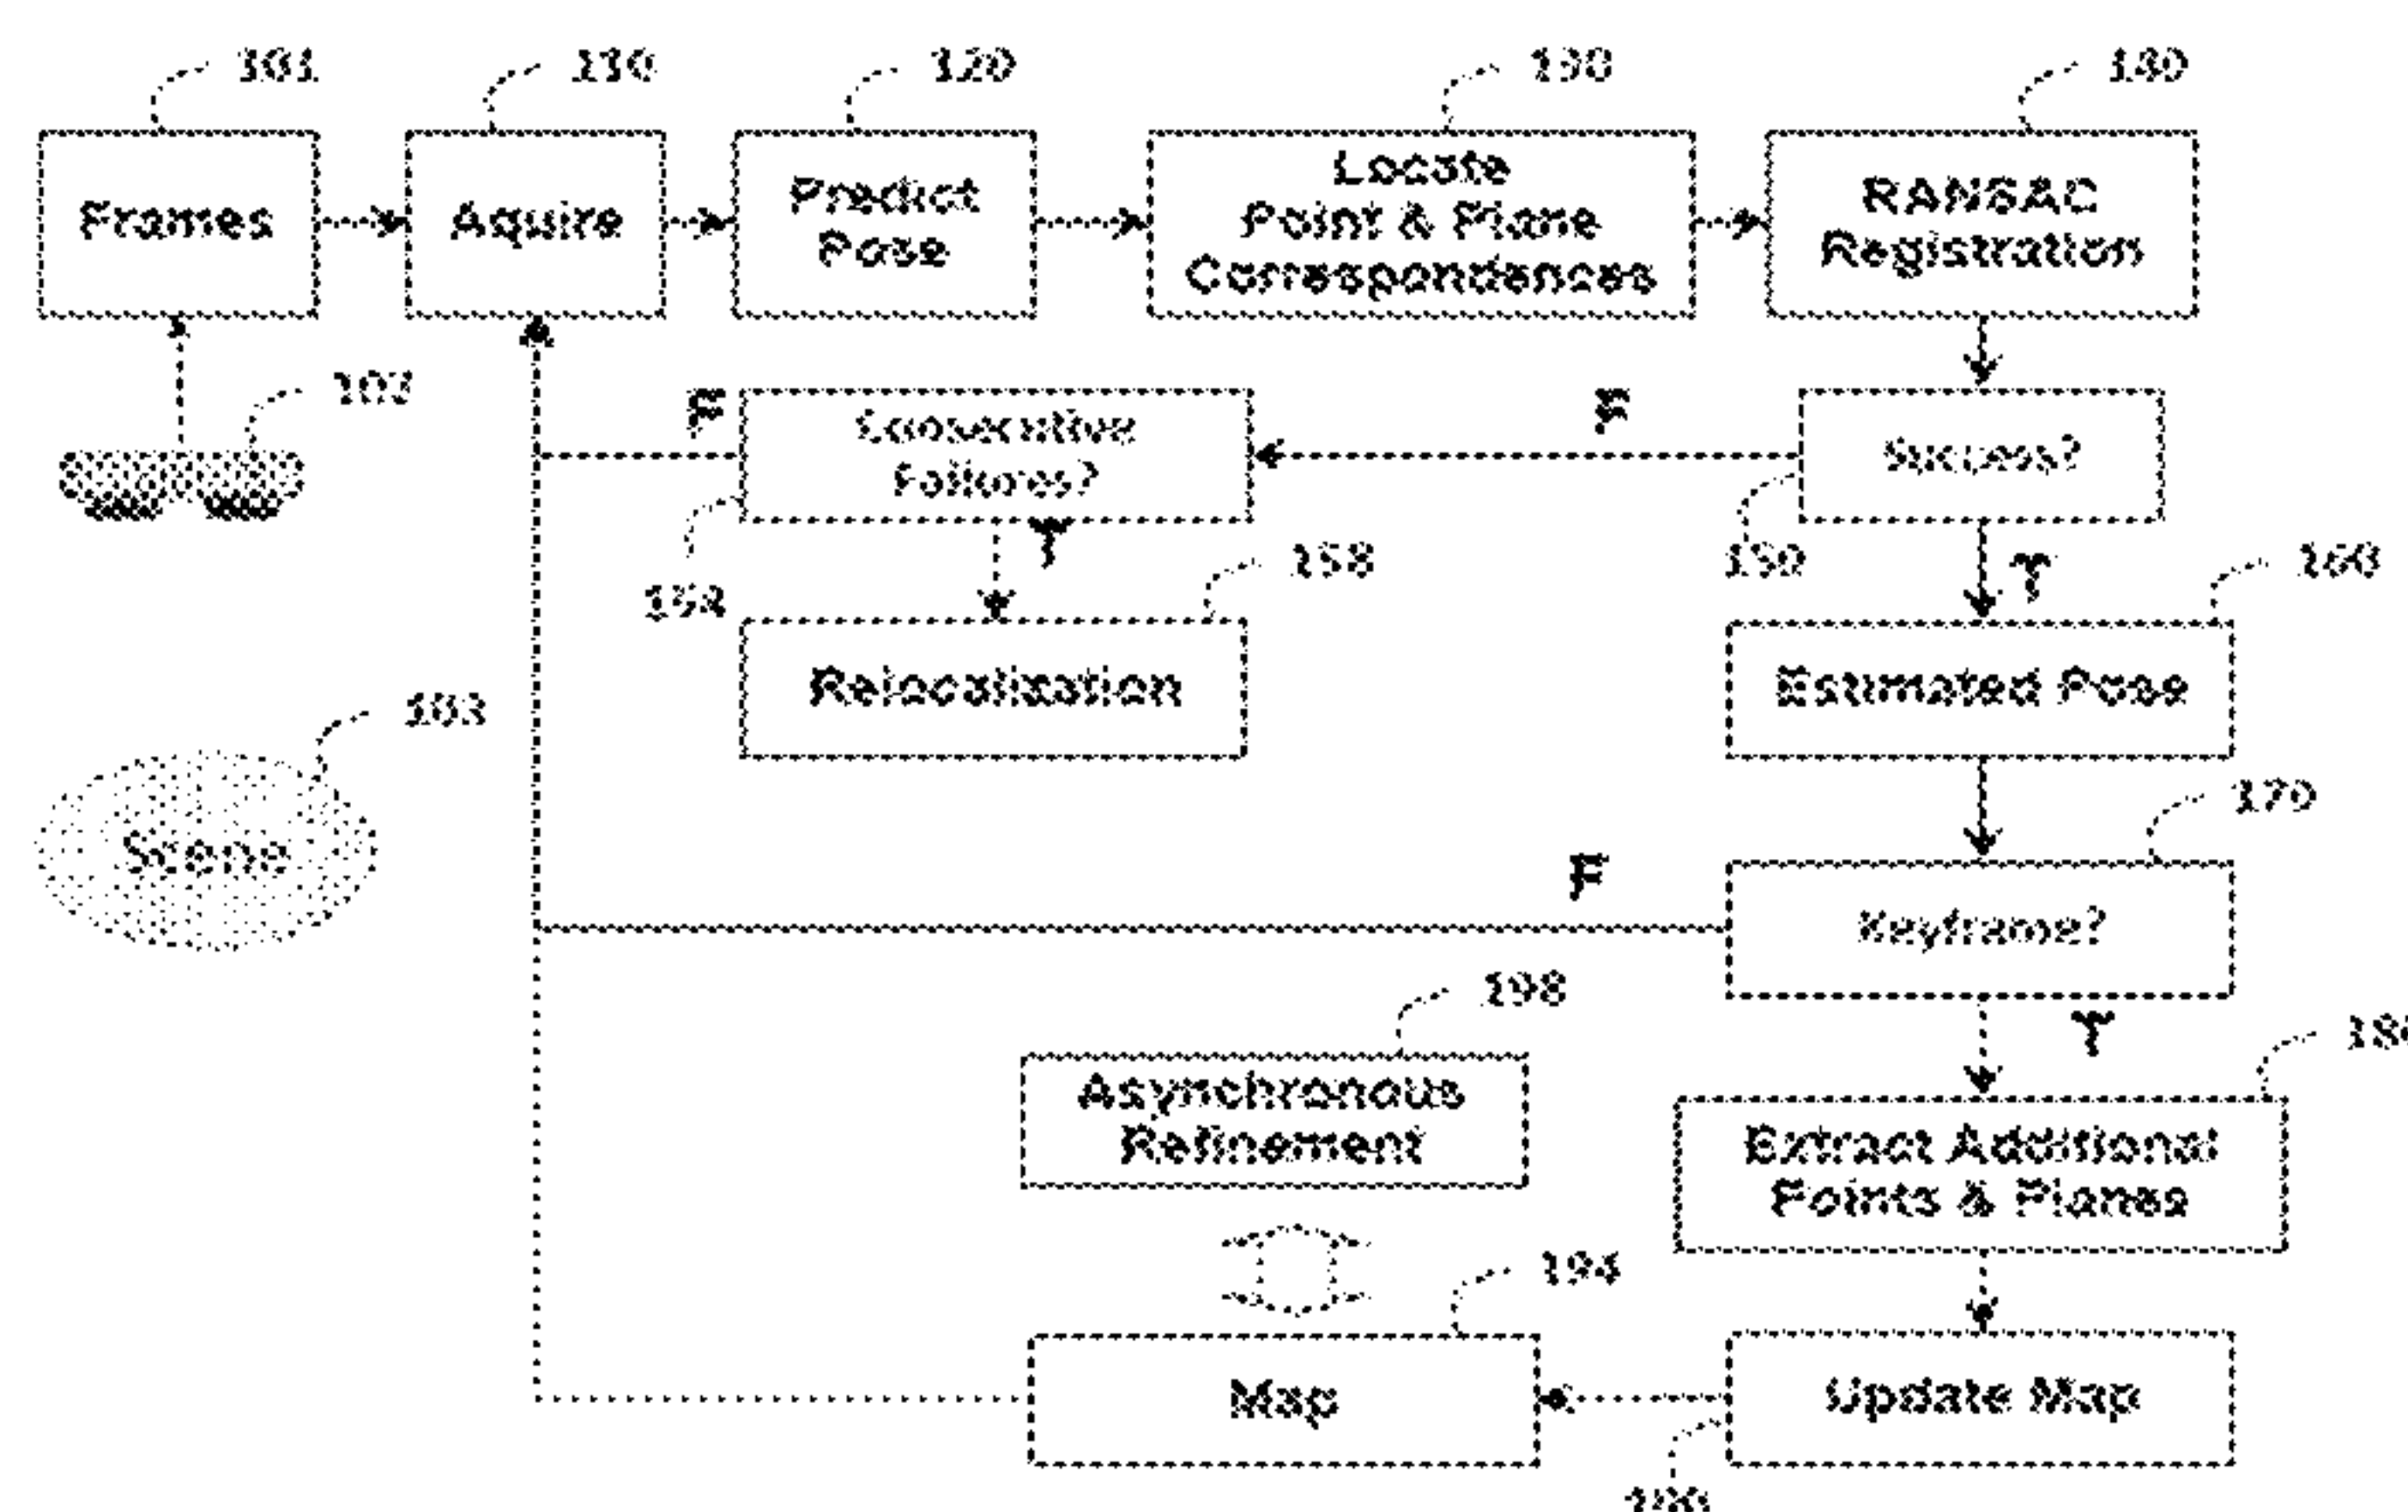 101
110
120
130
140
Frames
Aquire
Predict
Pose
Locate
Point & Plane
Correspondences
RANSAC
Registration
102
F
Consecutive
Failures?
F
Success?
T
154
158
150
T
160
Relocalization
Estimated Pose
103
170
Scene
F
Keyframe?
198
T
Asynchronous
Refinement
Extract Additional
Points & Planes
194
Map
Update Map